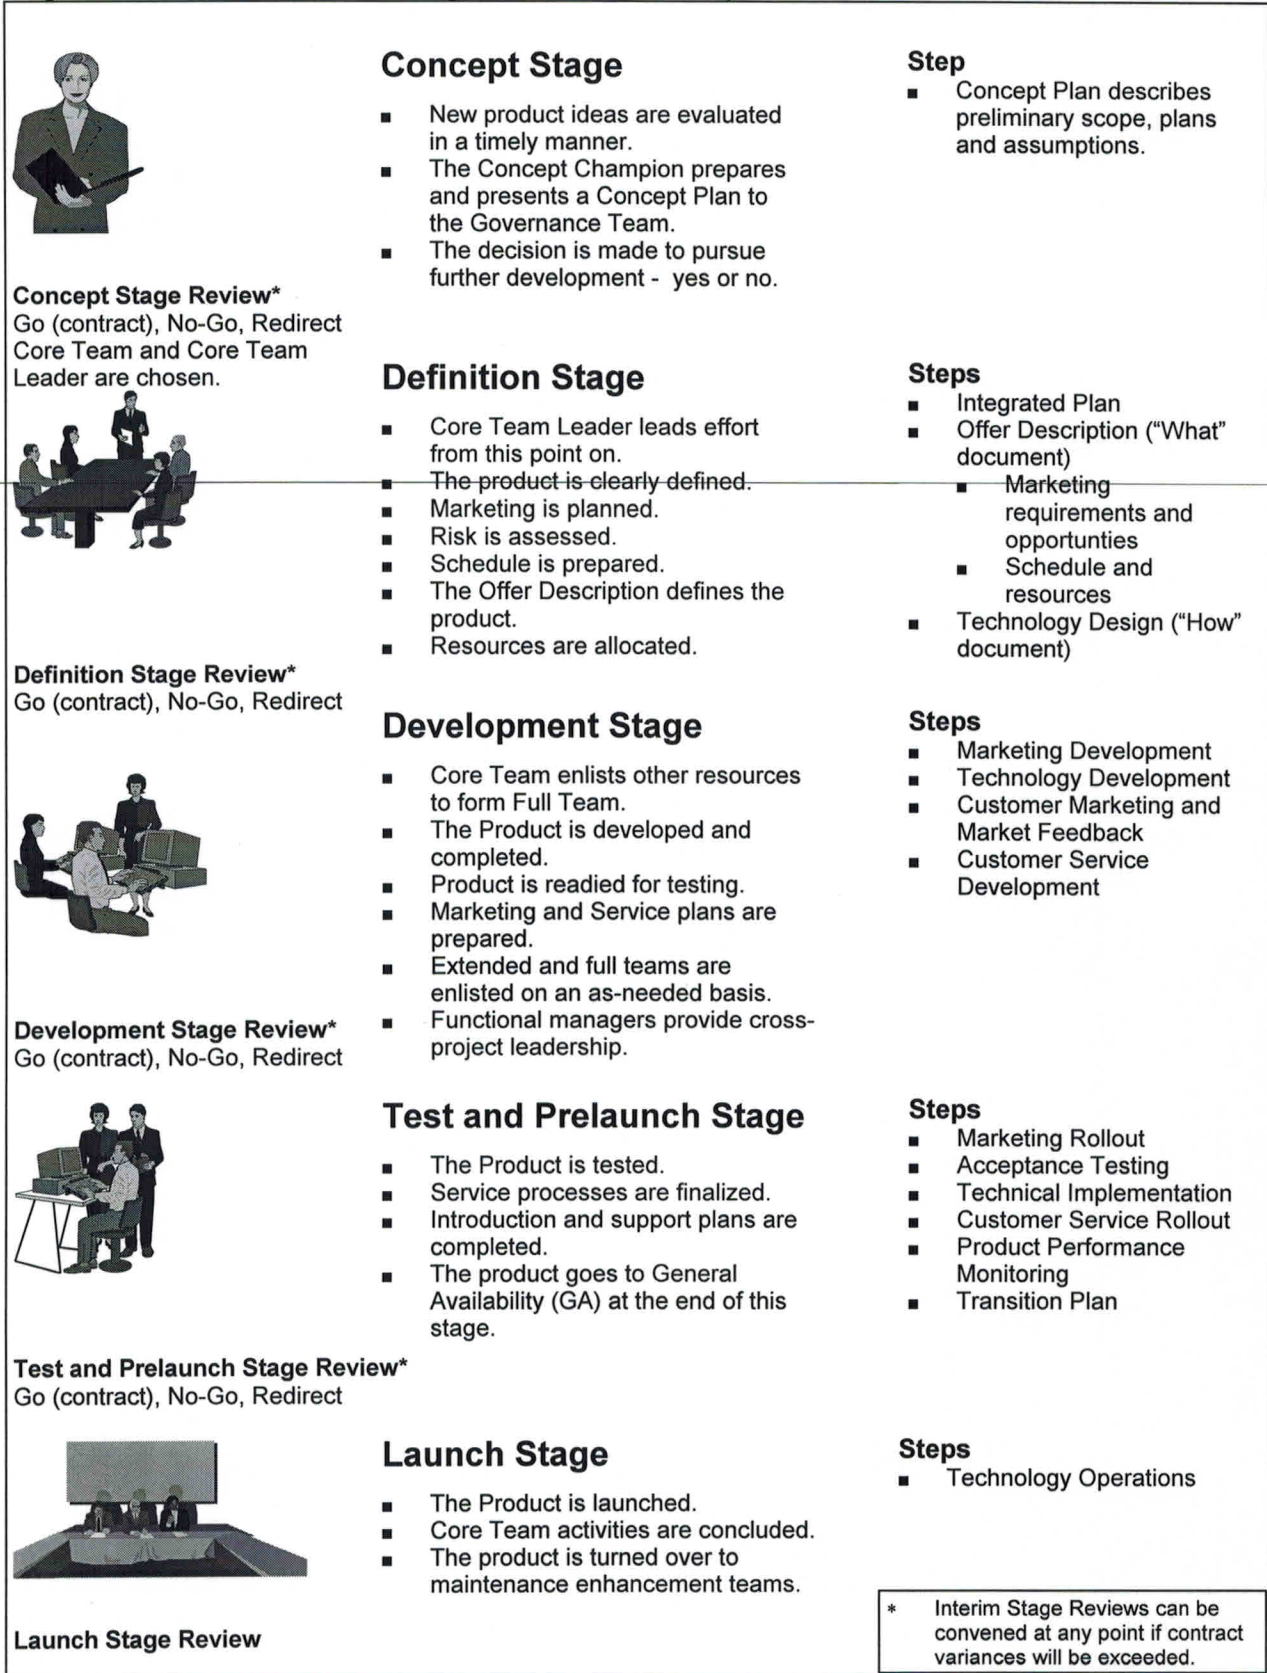 Concept Stage
■ New product ideas are evaluated
in a timely manner.
■ The Concept Champion prepares
and presents a Concept Plan to
the Governance Team.
■ The decision is made to pursue
further development - yes or no.
Step
■ Concept Plan describes
preliminary scope, plans
and assumptions.
Concept Stage Review*
Go (contract), No-Go, Redirect
Core Team and Core Team
Leader are chosen.
Definition Stage
■ Core Team Leader leads effort
from this point on.
■ The product is clearly defined.
■ Marketing is planned.
■ Risk is assessed.
■ Schedule is prepared.
■ The Offer Description defines the
product.
■ Resources are allocated.
Steps
■ Integrated Plan
■ Offer Description (“What”
document)
■ Marketing
requirements and
opportunties
■ Schedule and
resources
■ Technology Design (“How”
document)
Definition Stage Review*
Go (contract), No-Go, Redirect
Development Stage
■ Core Team enlists other resources
to form Full Team.
■ The Product is developed and
completed.
■ Product is readied for testing.
■ Marketing and Service plans are
prepared.
■ Extended and full teams are
enlisted on an as-needed basis.
■ Functional managers provide cross-
project leadership.
Steps
■ Marketing Development
■ Technology Development
■ Customer Marketing and
Market Feedback
■ Customer Service
Development
Development Stage Review*
Go (contract), No-Go, Redirect
Test and Prelaunch Stage
■ The Product is tested.
■ Service processes are finalized.
■ Introduction and support plans are
completed.
■ The product goes to General
Availability (GA) at the end of this
stage.
Steps
■ Marketing Rollout
■ Acceptance Testing
■ Technical Implementation
■ Customer Service Rollout
■ Product Performance
Monitoring
■ Transition Plan
Test and Prelaunch Stage Review*
Go (contract), No-Go, Redirect
Launch Stage
■ The Product is launched.
■ Core Team activities are concluded.
■ The product is turned over to
maintenance enhancement teams.
Steps
■ Technology Operations
Launch Stage Review
* Interim Stage Reviews can be
convened at any point if contract
variances will be exceeded.